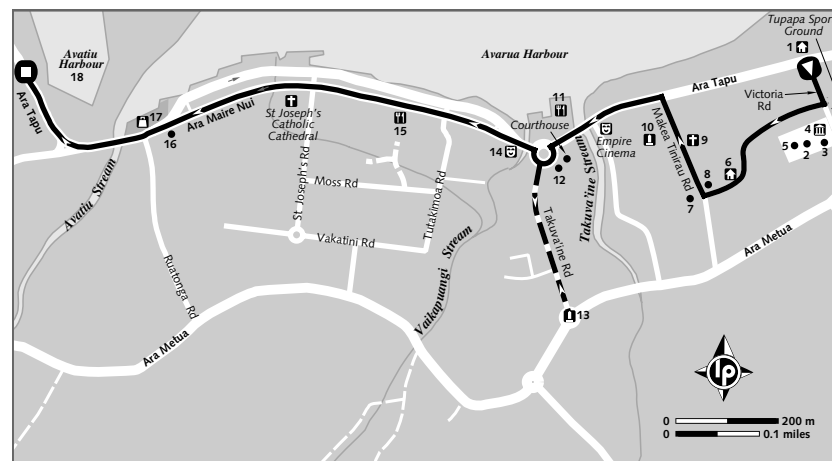 Tupapa Spor
Ground
Avatiu
Harbour
18
Avarua Harbour
1
Ara Tapu
Victoria
Rd
Ara Tapu
17
16
Ara Maire Nui
St Joseph's
Catholic
Cathedral
15
14
Courthouse
11
12
Empire
Cinema
10
9
Makea Tinirau Rd
8
7
6
5
2
4
3
Avatiu Stream
St Joseph's Rd
Moss Rd
Vakatini Rd
Tutakimoa Rd
Vaikapuangi Stream
Takuva'ine Rd
Takuva'ine Stream
13
Ruatonga Rd
Ara Metua
Ara Metua
lp
0
200 m
0
0.1 miles